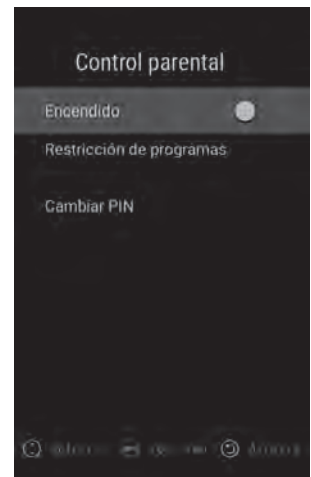 Control parental
Encendido
Restricción de programas
Cambiar PIN